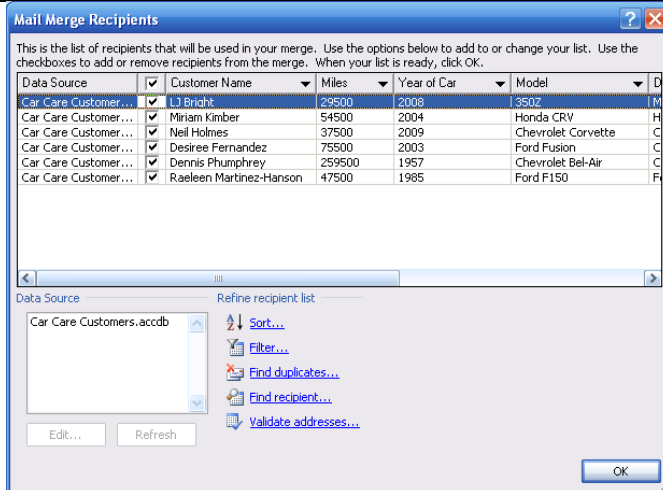 Mail Merge Recipients
This is the list of recipients that will be used in your merge. Use the options below to add to or change your list. Use the
checkboxes to add or remove recipients from the merge. When your list is ready, click OK.
Data Source Customer Name Miles Year of Car Model D
Car Care Customer... LJ Bright 29500 2008 350Z M
Car Care Customer... Miriam Kimber 54500 2004 Honda CRV H
Car Care Customer... Neil Holmes 37500 2009 Chevrolet Corvette C
Car Care Customer... Desiree Fernandez 75500 2003 Ford Fusion C
Car Care Customer... Dennis Phumphrey 259500 1957 Chevrolet Bel-Air C
Car Care Customer... Raeleen Martinez-Hanson 47500 1985 Ford F150 Fe
Data Source Refine recipient list
Car Care Customers.accdb
Sort...
Filter...
Find duplicates...
Find recipient...
Validate addresses...
Edit... Refresh
OK